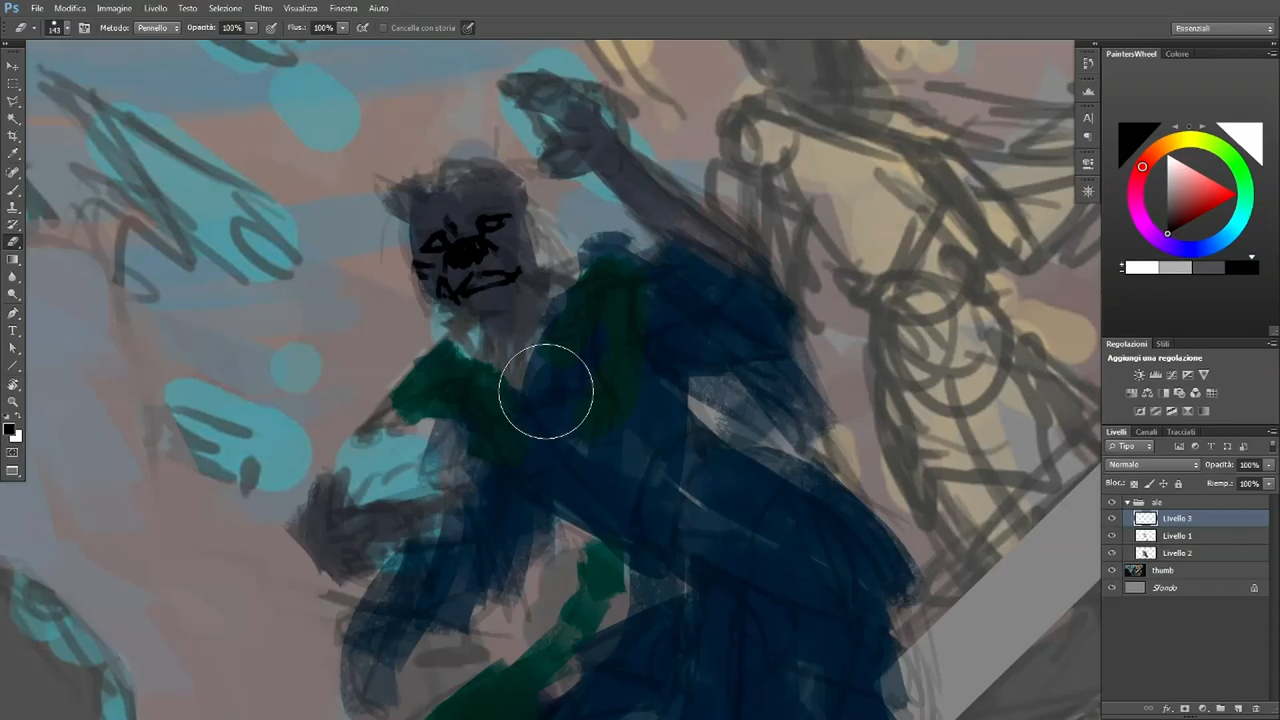 Ps File Modifica Immagine Livello Testo Selezione Filtro Visualizza Finestra Aiuto
143 Metodo: Pennello Opacità: 100% Flus.: 100% Cancella con storia Essenziali
PaintersWheel Colore
Regolazioni Stili
Aggiungi una regolazione
Livelli Canali Tracciati
Tipo
Normale Opacità: 100%
Bloc.: Riemp.: 100%
ale
Livello 3
Livello 1
Livello 2
thumb
Sfondo